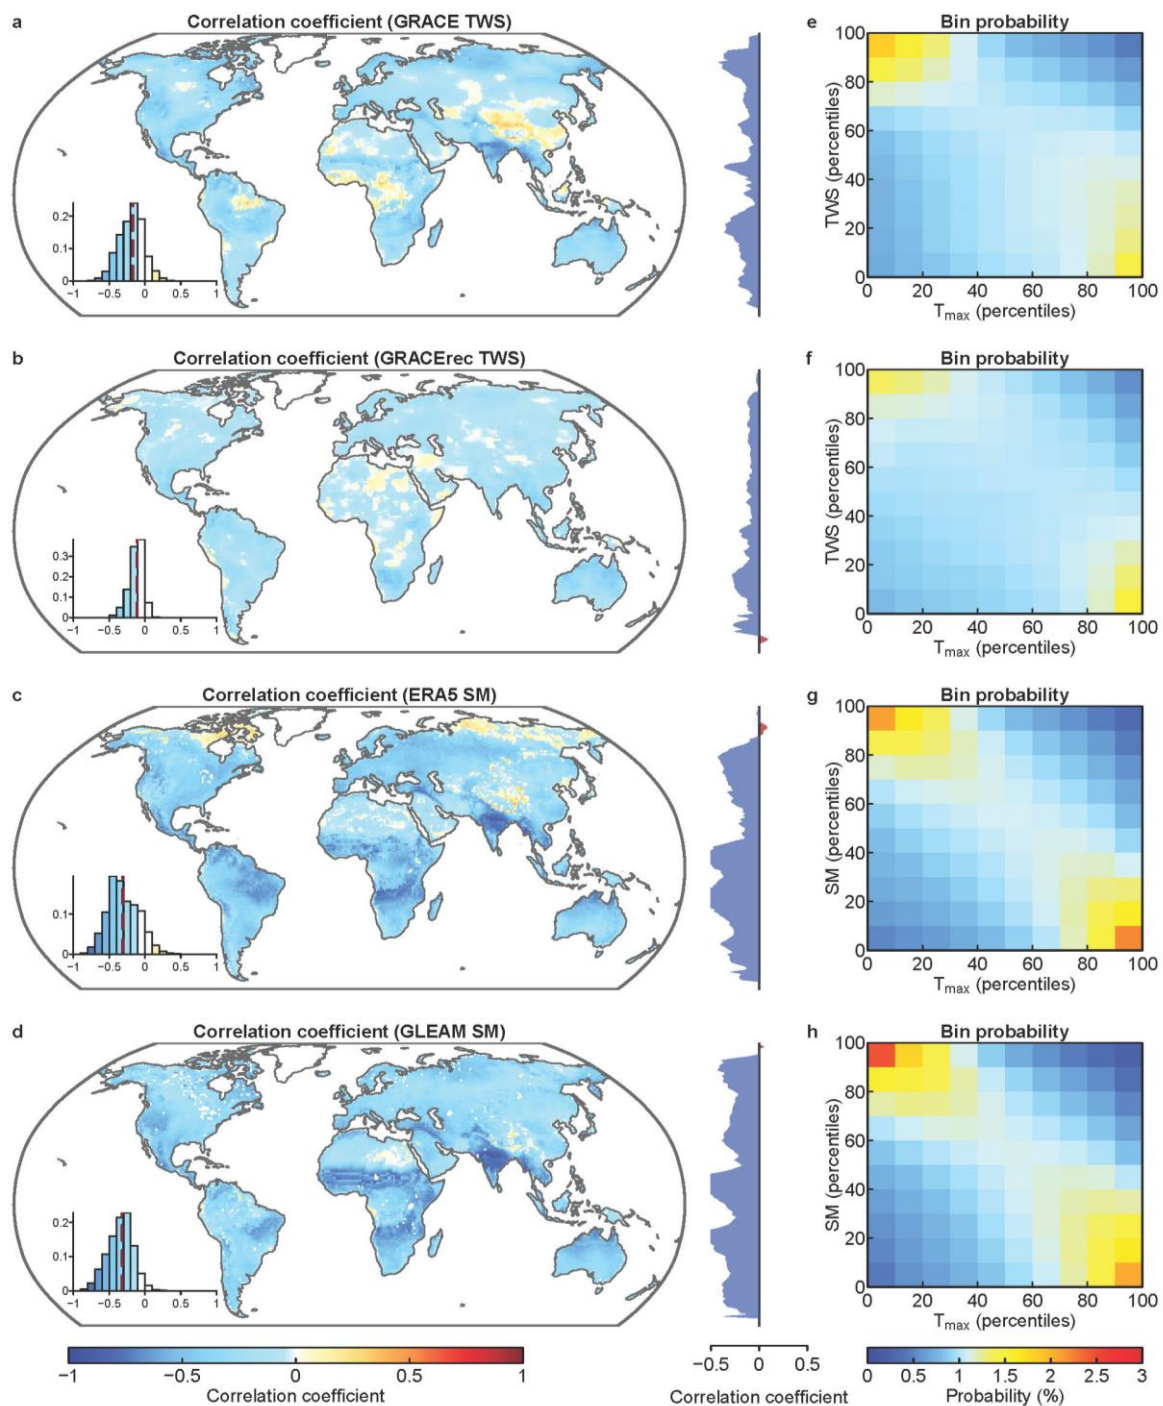 a Correlation coefficient (GRACE TWS) e Bin probability
0.2
0.1
0
−1 −0.5 0 0.5 1
100
80
60
40
20
0
TWS (percentiles)
0 20 40 60 80 100
Tmax (percentiles)
b Correlation coefficient (GRACErec TWS) f Bin probability
0.3
0.2
0.1
0
−1 −0.5 0 0.5 1
100
80
60
40
20
0
TWS (percentiles)
0 20 40 60 80 100
Tmax (percentiles)
c Correlation coefficient (ERA5 SM) g Bin probability
0.1
0
−1 −0.5 0 0.5 1
100
80
60
40
20
0
SM (percentiles)
0 20 40 60 80 100
Tmax (percentiles)
d Correlation coefficient (GLEAM SM) h Bin probability
0.2
0.1
0
−1 −0.5 0 0.5 1
100
80
60
40
20
0
SM (percentiles)
0 20 40 60 80 100
Tmax (percentiles)
−1 −0.5 0 0.5 1
Correlation coefficient
−0.5 0 0.5
Correlation coefficient
0 0.5 1 1.5 2 2.5 3
Probability (%)